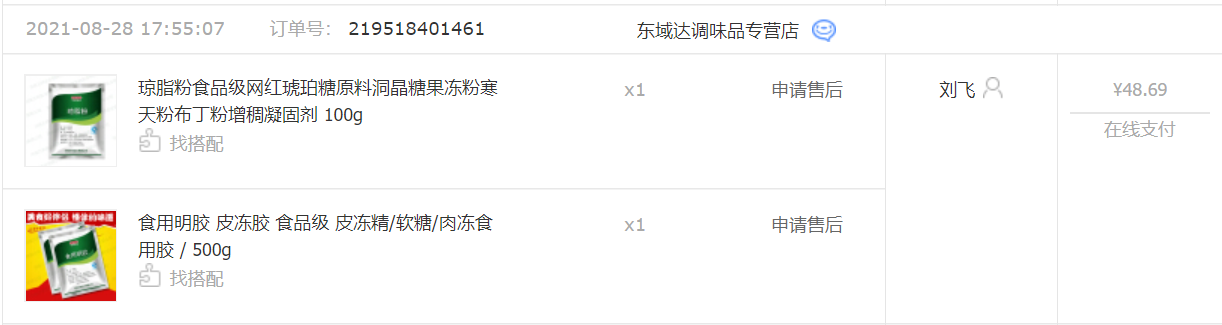 2021-08-28 17:55:07 订单号： 219518401461 东域达调味品专营店
琼脂粉食品级网红琥珀糖原料洞晶糖果冻粉寒
天粉布丁粉增稠凝固剂 100g
找搭配
x1 申请售后 刘飞 ¥48.69
在线支付
食用明胶 皮冻胶 食品级 皮冻精/软糖/肉冻食
用胶 / 500g
找搭配
x1 申请售后